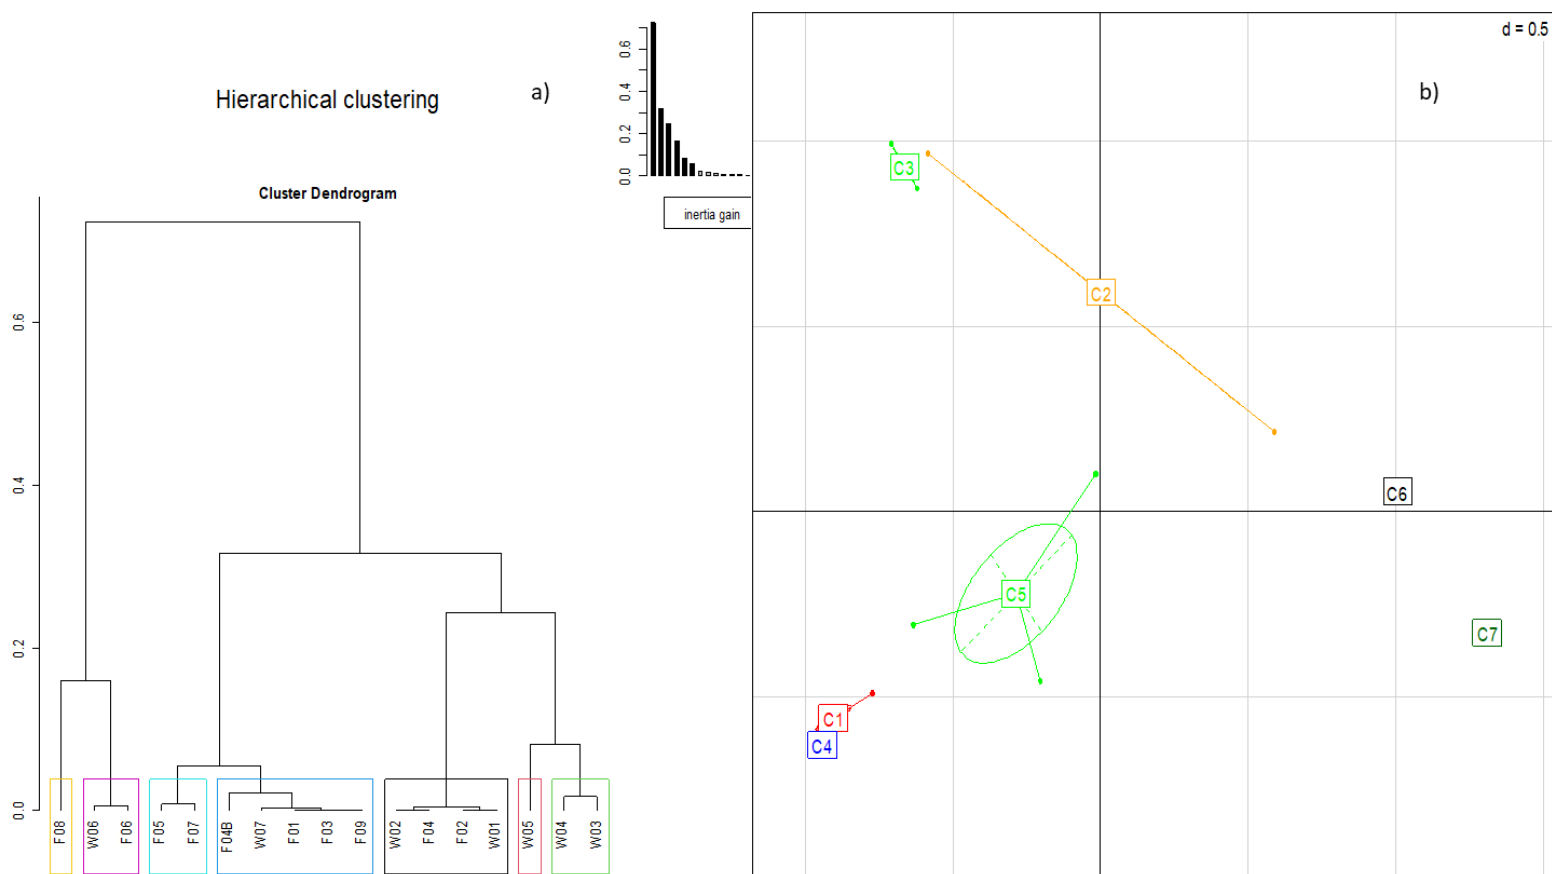 Hierarchical clustering
a)
Cluster Dendrogram
0.6
0.4
0.2
0.0
inertia gain
0.6
0.4
0.2
0.0
F08
W06
F06
F05
F07
F04B
W07
F01
F03
F09
W02
F04
F02
W01
W05
W04
W03
d = 0.5
b)
C3
C2
C6
C5
C7
C1
C4